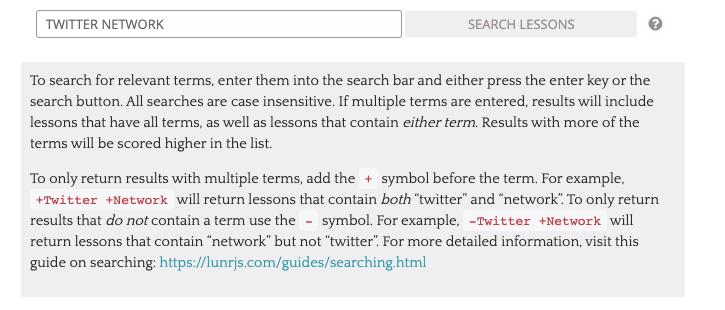 TWITTER NETWORK SEARCH LESSONS ?
To search for relevant terms, enter them into the search bar and either press the enter key or the
search button. All searches are case insensitive. If multiple terms are entered, results will include
lessons that have all terms, as well as lessons that contain either term. Results with more of the
terms will be scored higher in the list.
To only return results with multiple terms, add the + symbol before the term. For example,
+Twitter +Network will return lessons that contain both “twitter” and “network”. To only return
results that do not contain a term use the - symbol. For example, -Twitter +Network will
return lessons that contain “network” but not “twitter”. For more detailed information, visit this
guide on searching: https://lunrjs.com/guides/searching.html